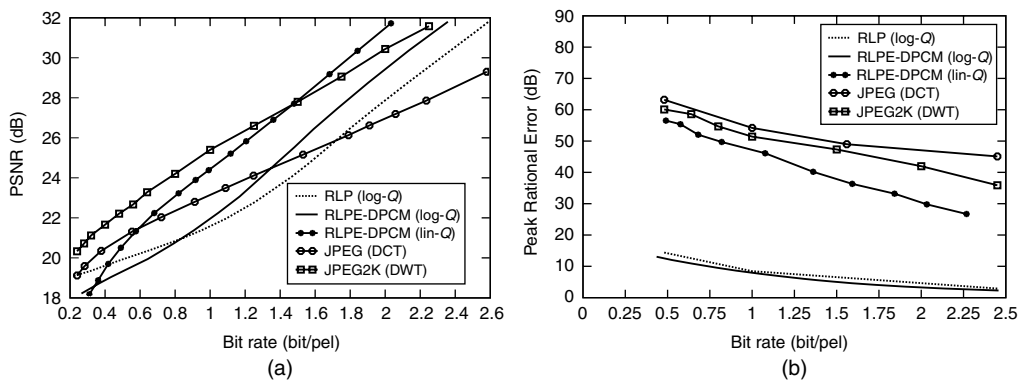 32
30
28
26
24
22
20
18
PSNR (dB)
RLP (log-Q)
RLPE-DPCM (log-Q)
RLPE-DPCM (lin-Q)
JPEG (DCT)
JPEG2K (DWT)
0.2 0.4 0.6 0.8 1 1.2 1.4 1.6 1.8 2 2.2 2.4 2.6
Bit rate (bit/pel)
(a)
90
80
70
60
50
40
30
20
10
0
Peak Rational Error (dB)
RLP (log-Q)
RLPE-DPCM (log-Q)
RLPE-DPCM (lin-Q)
JPEG (DCT)
JPEG2K (DWT)
0 0.25 0.5 0.75 1 1.25 1.5 1.75 2 2.25 2.5
Bit rate (bit/pel)
(b)